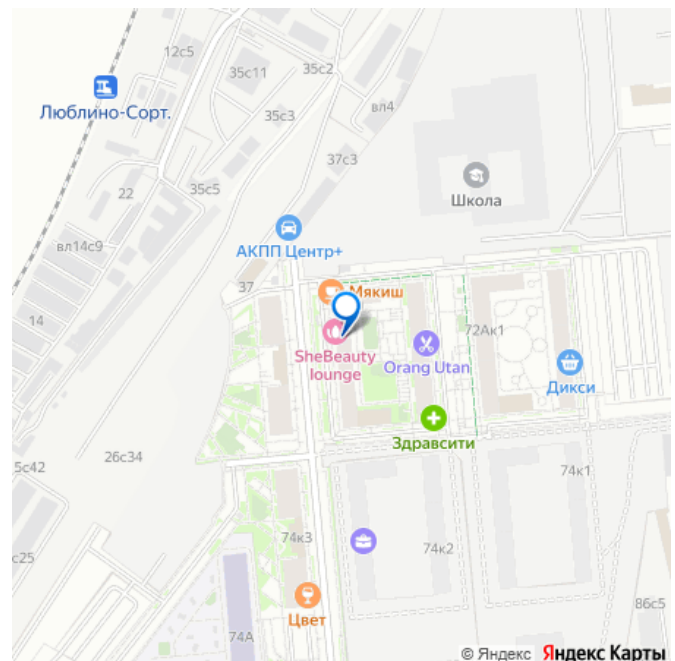 12с5
35с2
35с11
Люблино-Сорт.
35с3
вл4
37с3
22
35с5
Школа
вл14с9
АКПП Центр+
37
Мякиш
14
SheBeauty
lounge
Orang Utan
72Ак1
Дикси
Здравсити
26с34
5с42
74к1
74к3
74к2
с25
Цвет
86с5
74А
© Яндекс Яндекс Карты